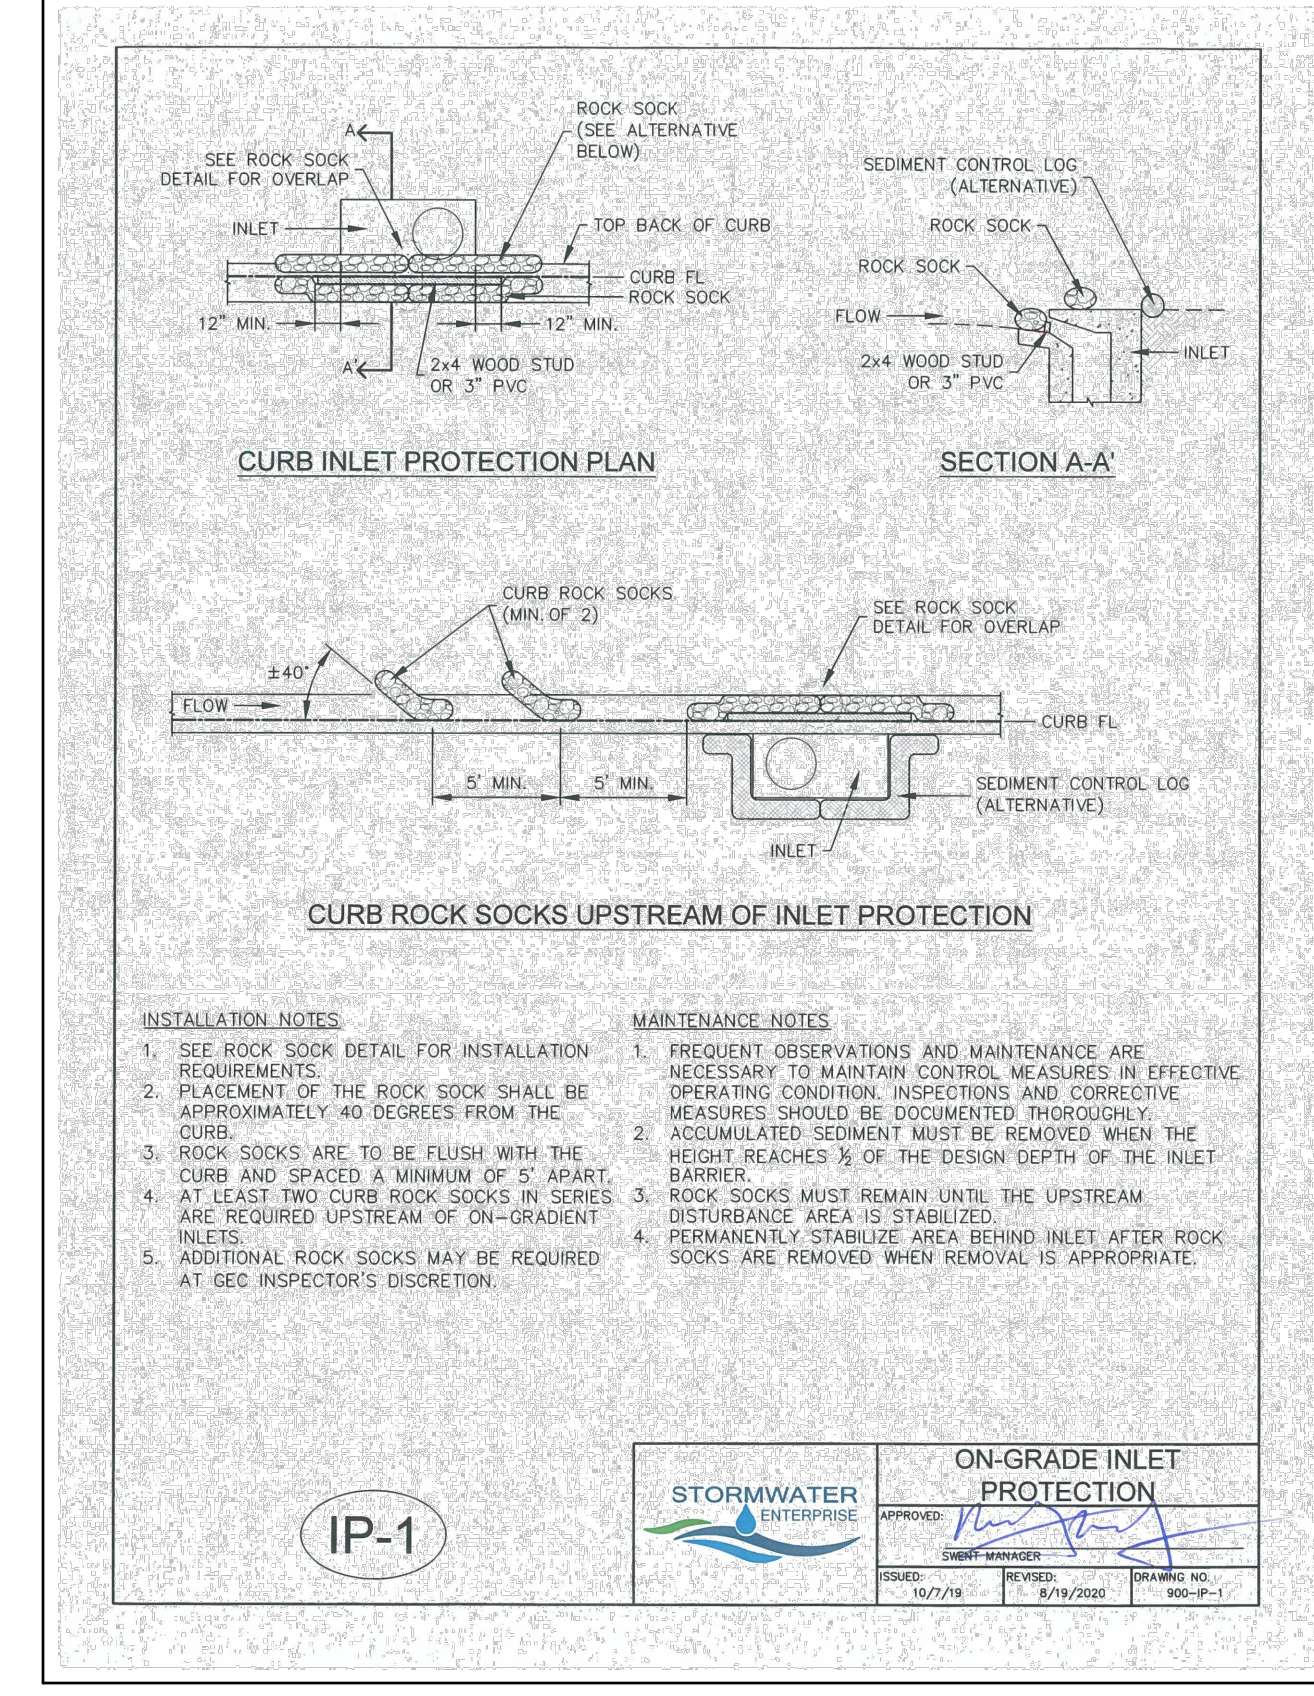 ROCK SOCK
(SEE ALTERNATIVE
BELOW)
A
SEE ROCK SOCK
DETAIL FOR OVERLAP
INLET
TOP BACK OF CURB
CURB FL
ROCK SOCK
12" MIN.
12" MIN.
A'
2x4 WOOD STUD
OR 3" PVC
CURB INLET PROTECTION PLAN
SEDIMENT CONTROL LOG
(ALTERNATIVE)
ROCK SOCK
ROCK SOCK
FLOW
2x4 WOOD STUD
OR 3" PVC
INLET
SECTION A-A'
CURB ROCK SOCKS
(MIN. OF 2)
SEE ROCK SOCK
DETAIL FOR OVERLAP
±40°
FLOW
CURB FL
5' MIN.
5' MIN.
SEDIMENT CONTROL LOG
(ALTERNATIVE)
INLET
CURB ROCK SOCKS UPSTREAM OF INLET PROTECTION
INSTALLATION NOTES
1. SEE ROCK SOCK DETAIL FOR INSTALLATION
REQUIREMENTS.
2. PLACEMENT OF THE ROCK SOCK SHALL BE
APPROXIMATELY 40 DEGREES FROM THE
CURB.
3. ROCK SOCKS ARE TO BE FLUSH WITH THE
CURB AND SPACED A MINIMUM OF 5' APART.
4. AT LEAST TWO CURB ROCK SOCKS IN SERIES
ARE REQUIRED UPSTREAM OF ON-GRADIENT
INLETS.
5. ADDITIONAL ROCK SOCKS MAY BE REQUIRED
AT GEC INSPECTOR'S DISCRETION.
MAINTENANCE NOTES
1. FREQUENT OBSERVATIONS AND MAINTENANCE ARE
NECESSARY TO MAINTAIN CONTROL MEASURES IN EFFECTIVE
OPERATING CONDITION. INSPECTIONS AND CORRECTIVE
MEASURES SHOULD BE DOCUMENTED THOROUGHLY.
2. ACCUMULATED SEDIMENT MUST BE REMOVED WHEN THE
HEIGHT REACHES ½ OF THE DESIGN DEPTH OF THE INLET
BARRIER.
3. ROCK SOCKS MUST REMAIN UNTIL THE UPSTREAM
DISTURBANCE AREA IS STABILIZED.
4. PERMANENTLY STABILIZE AREA BEHIND INLET AFTER ROCK
SOCKS ARE REMOVED WHEN REMOVAL IS APPROPRIATE.
IP-1
STORMWATER
ENTERPRISE
ON-GRADE INLET
PROTECTION
APPROVED:
SWENT MANAGER
ISSUED:
10/7/19
REVISED:
8/19/2020
DRAWING NO.
900-IP-1